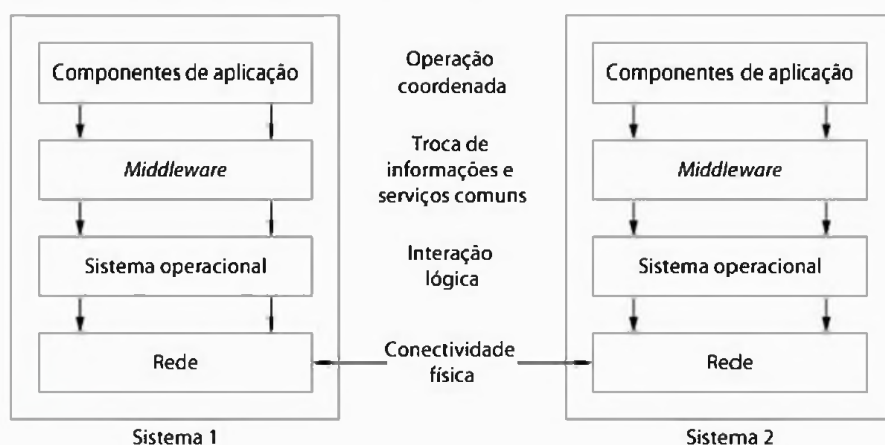 Componentes de aplicação
Middleware
Sistema operacional
Rede
Sistema 1
Operação
coordenada
Troca de
informações e
serviços comuns
Interação
lógica
Conectividade
física
Componentes de aplicação
Middleware
Sistema operacional
Rede
Sistema 2